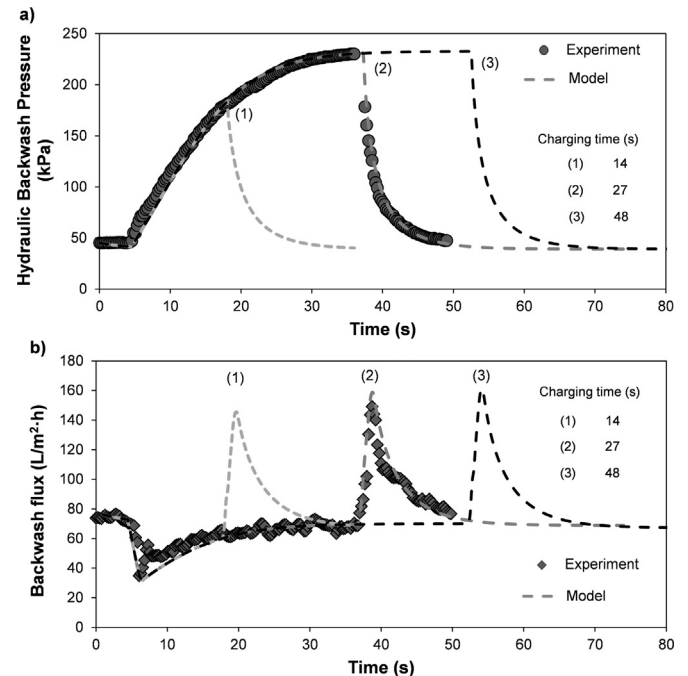 a)
Hydraulic Backwash Pressure
(kPa)
250
200
150
100
50
0
(1)
(2)
(3)
Experiment
Model
Charging time (s)
(1) 14
(2) 27
(3) 48
0 10 20 30 40 50 60 70 80
Time (s)
b)
Backwash flux (L/m²·h)
180
160
140
120
100
80
60
40
20
0
(1)
(2)
(3)
Charging time (s)
(1) 14
(2) 27
(3) 48
Experiment
Model
0 10 20 30 40 50 60 70 80
Time (s)